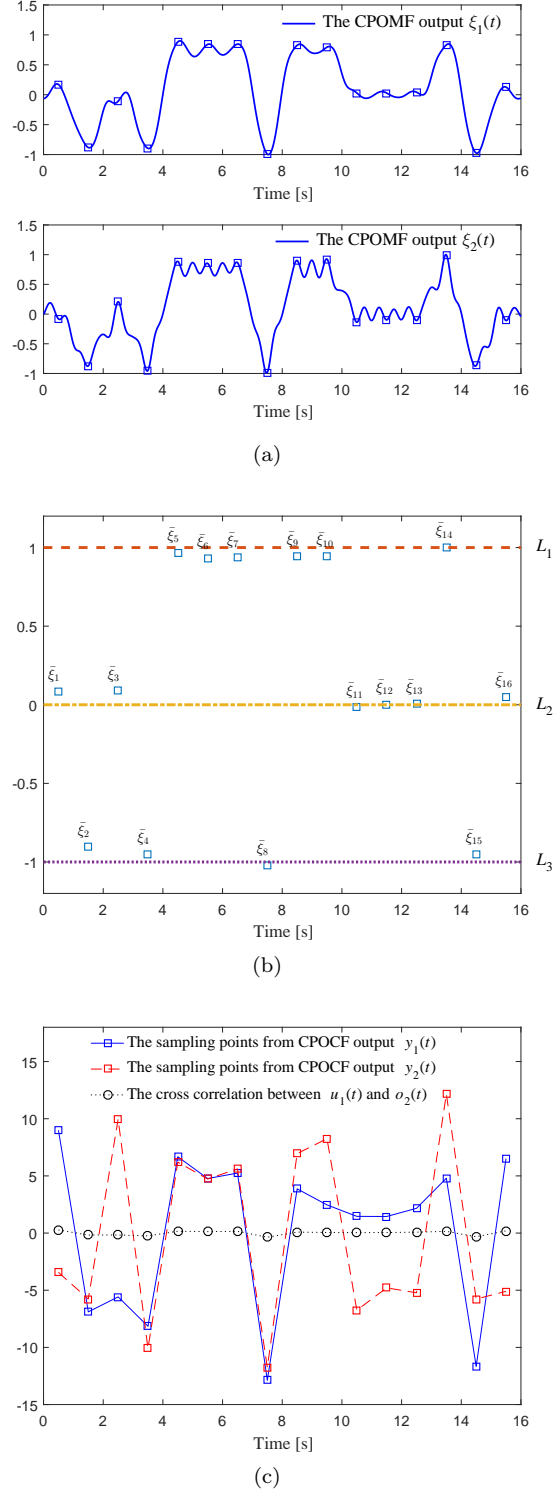 1.5
The CPOMF output ξ₁(t)
1
0.5
0
-0.5
-1
0 2 4 6 8 10 12 14 16
Time [s]
1.5
The CPOMF output ξ₂(t)
1
0.5
0
-0.5
-1
0 2 4 6 8 10 12 14 16
Time [s]
(a)
ξ̄₅ ξ̄₆ ξ̄₇ ξ̄₉ ξ̄₁₀ ξ̄₁₄
1 L₁
0.5
ξ̄₁ ξ̄₃ ξ̄₁₁ ξ̄₁₂ ξ̄₁₃ ξ̄₁₆
0 L₂
-0.5
ξ̄₂ ξ̄₄ ξ̄₈ ξ̄₁₅
-1 L₃
0 2 4 6 8 10 12 14 16
Time [s]
(b)
The sampling points from CPOCF output y₁(t)
15
The sampling points from CPOCF output y₂(t)
The cross correlation between u₁(t) and o₂(t)
10
5
0
-5
-10
-15
0 2 4 6 8 10 12 14 16
Time [s]
(c)